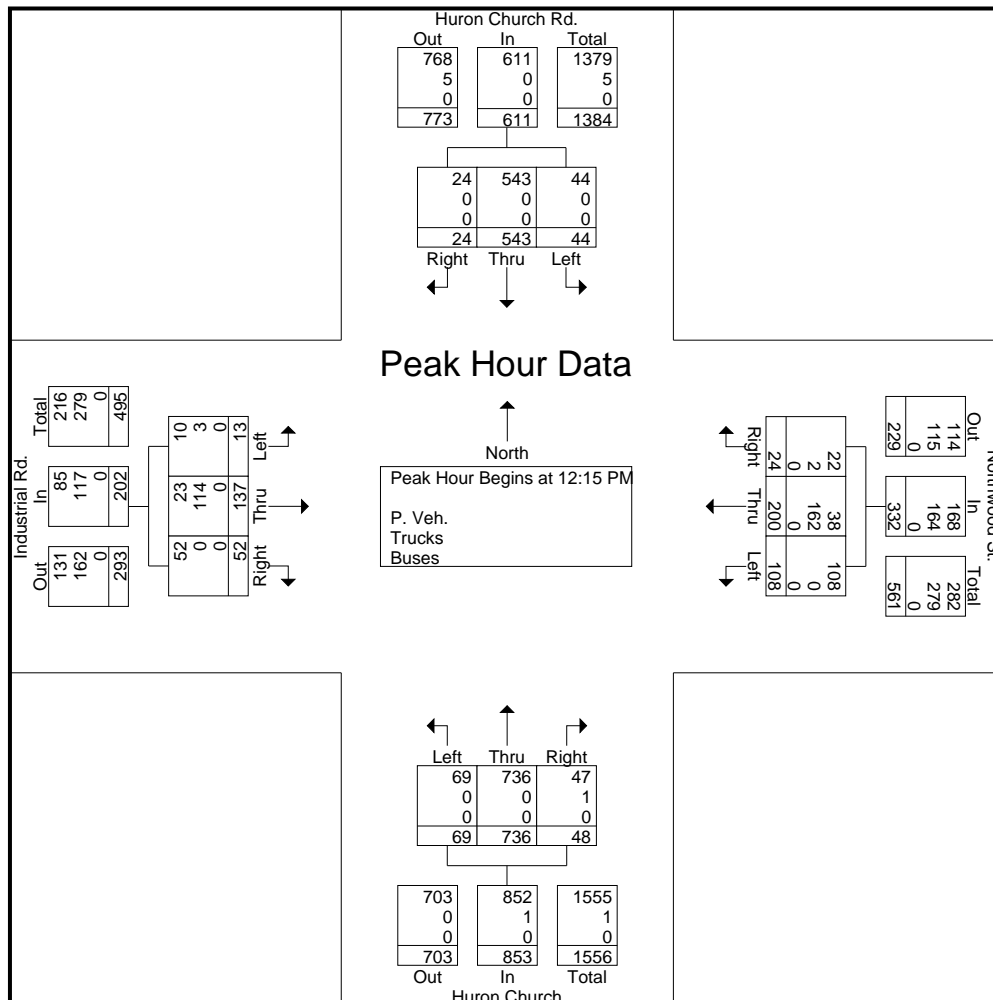 Huron Church Rd.
Out In Total
768 611 1379
5 0 5
0 0 0
773 611 1384
24 543 44
0 0 0
0 0 0
24 543 44
Right Thru Left
Peak Hour Data
North
Peak Hour Begins at 12:15 PM
P. Veh.
Trucks
Buses
Industrial Rd.
Out In Total
131 85 216
162 117 279
0 0 0
293 202 495
52 23 10
0 114 3
0 0 0
52 137 13
Right Thru Left
Northwood St.
Out In Total
114 168 282
115 164 279
0 0 0
229 332 561
22 38 108
2 162 0
0 0 0
24 200 108
Right Thru Left
Left Thru Right
69 736 47
0 0 1
0 0 0
69 736 48
703 852 1555
0 1 1
0 0 0
703 853 1556
Out In Total
Huron Church